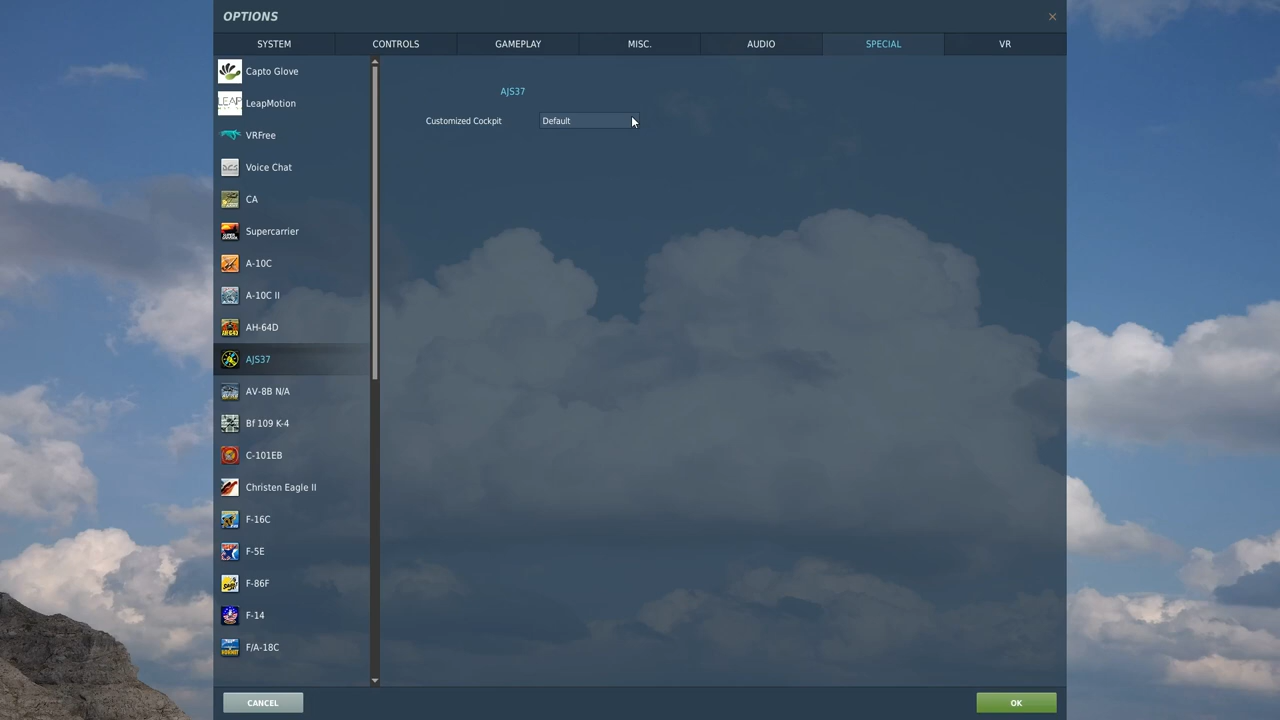 OPTIONS
SYSTEM CONTROLS GAMEPLAY MISC. AUDIO SPECIAL VR
Capto Glove
LEAP
LeapMotion
VRFree
Voice Chat
CA
Supercarrier
A-10C
A-10C II
AH-64D
AJS37
AV-8B N/A
Bf 109 K-4
C-101EB
Christen Eagle II
F-16C
F-5E
F-86F
F-14
F/A-18C
AJS37
Customized Cockpit Default
CANCEL
OK